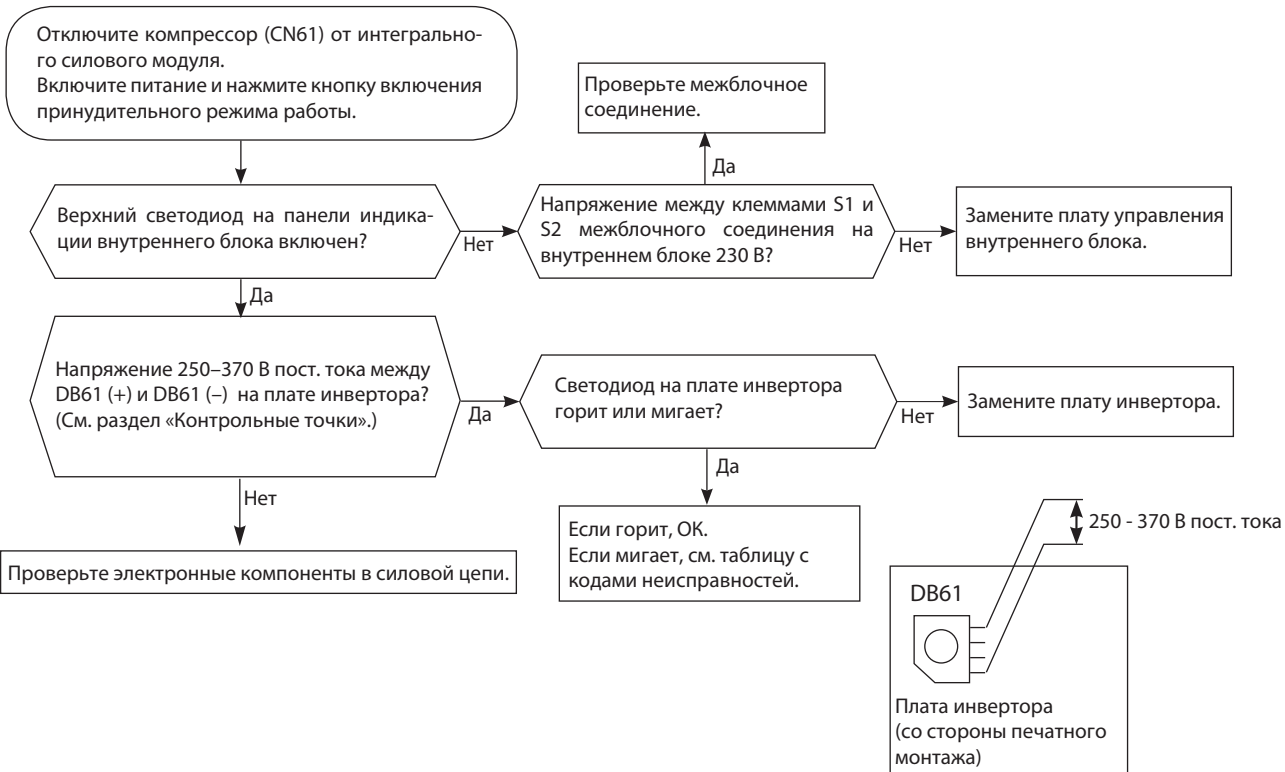 Отключите компрессор (CN61) от интегрально-
го силового модуля.
Включите питание и нажмите кнопку включения
принудительного режима работы.
Проверьте межблочное
соединение.
Да
Верхний светодиод на панели индика-
ции внутреннего блока включен?
Нет
Напряжение между клеммами S1 и
S2 межблочного соединения на
внутреннем блоке 230 В?
Нет
Замените плату управления
внутреннего блока.
Да
Напряжение 250–370 В пост. тока между
DB61 (+) и DB61 (–) на плате инвертора?
(См. раздел «Контрольные точки».)
Да
Светодиод на плате инвертора
горит или мигает?
Нет
Замените плату инвертора.
Нет
Да
Проверьте электронные компоненты в силовой цепи.
Если горит, ОК.
Если мигает, см. таблицу с
кодами неисправностей.
250 - 370 В пост. тока
DB61
Плата инвертора
(со стороны печатного
монтажа)